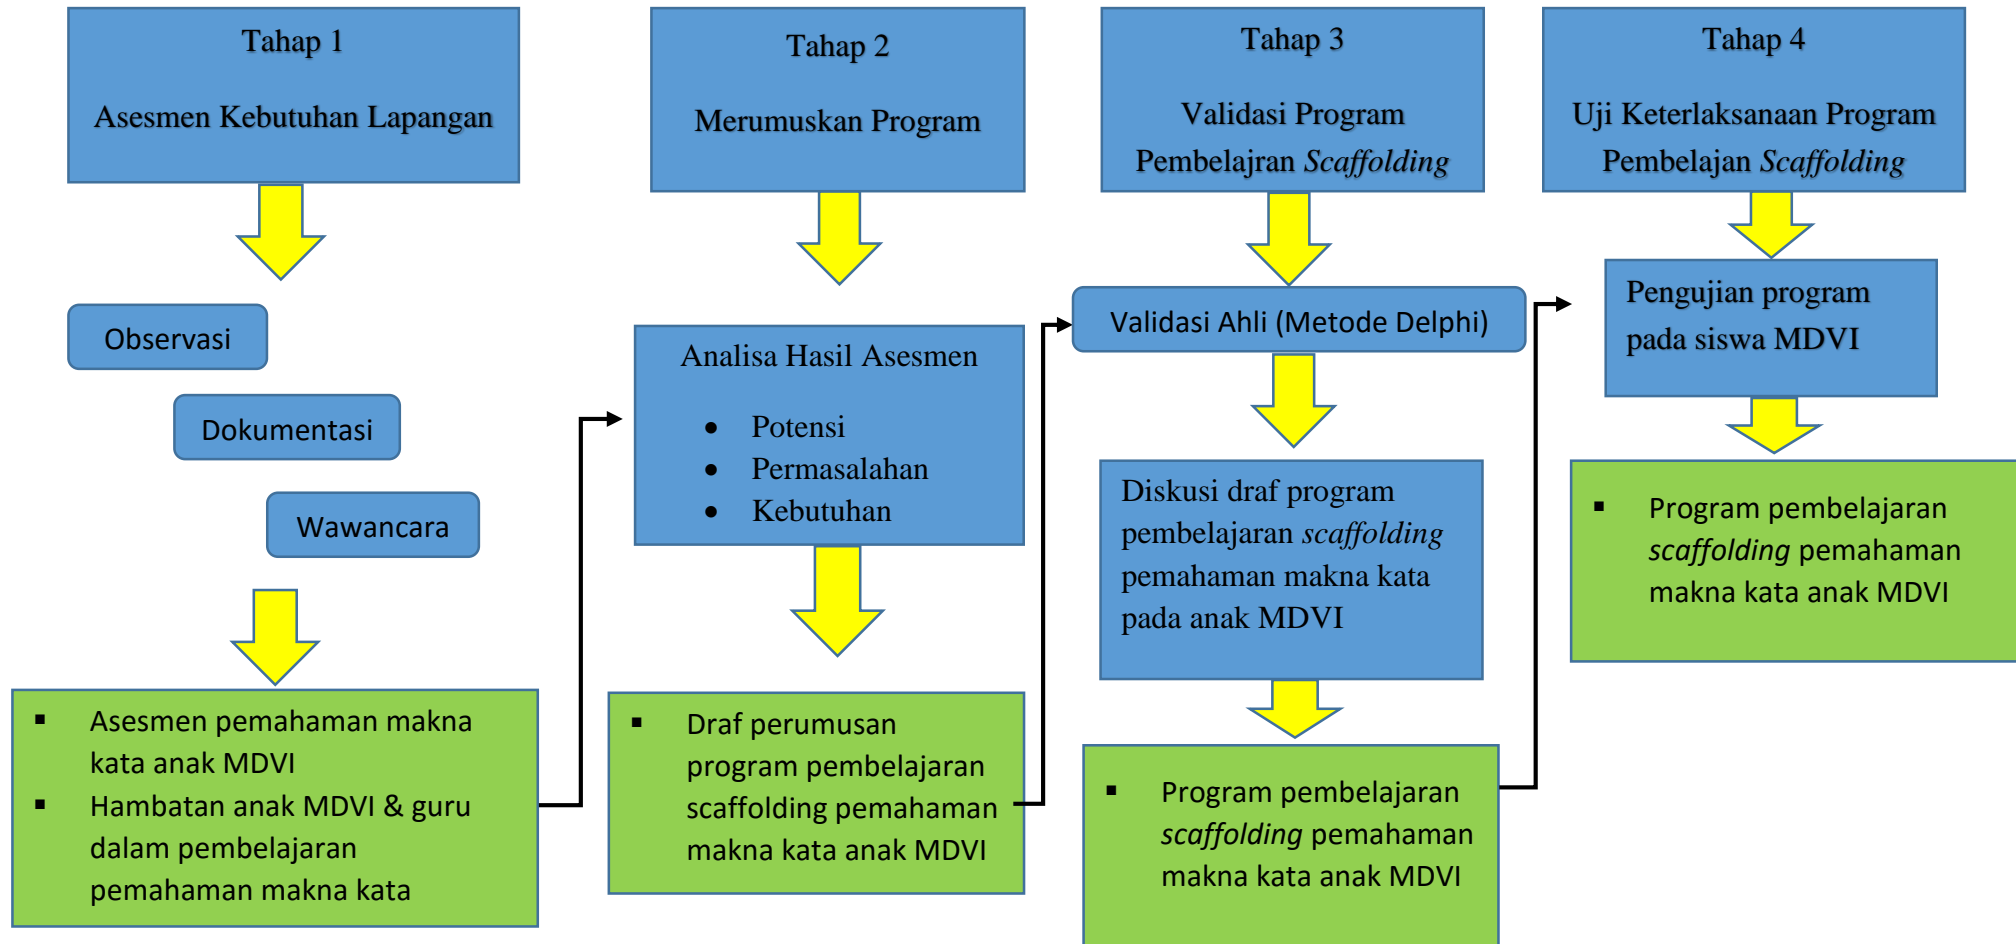 Tahap 1
Asesmen Kebutuhan Lapangan
Observasi
Dokumentasi
Wawancara
▪ Asesmen pemahaman makna
kata anak MDVI
▪ Hambatan anak MDVI & guru
dalam pembelajaran
pemahaman makna kata
Tahap 2
Merumuskan Program
Analisa Hasil Asesmen
• Potensi
• Permasalahan
• Kebutuhan
▪ Draf perumusan
program pembelajaran
scaffolding pemahaman
makna kata anak MDVI
Tahap 3
Validasi Program
Pembelajran Scaffolding
Validasi Ahli (Metode Delphi)
Diskusi draf program
pembelajaran scaffolding
pemahaman makna kata
pada anak MDVI
▪ Program pembelajaran
scaffolding pemahaman
makna kata anak MDVI
Tahap 4
Uji Keterlaksanaan Program
Pembelajan Scaffolding
Pengujian program
pada siswa MDVI
▪ Program pembelajaran
scaffolding pemahaman
makna kata anak MDVI